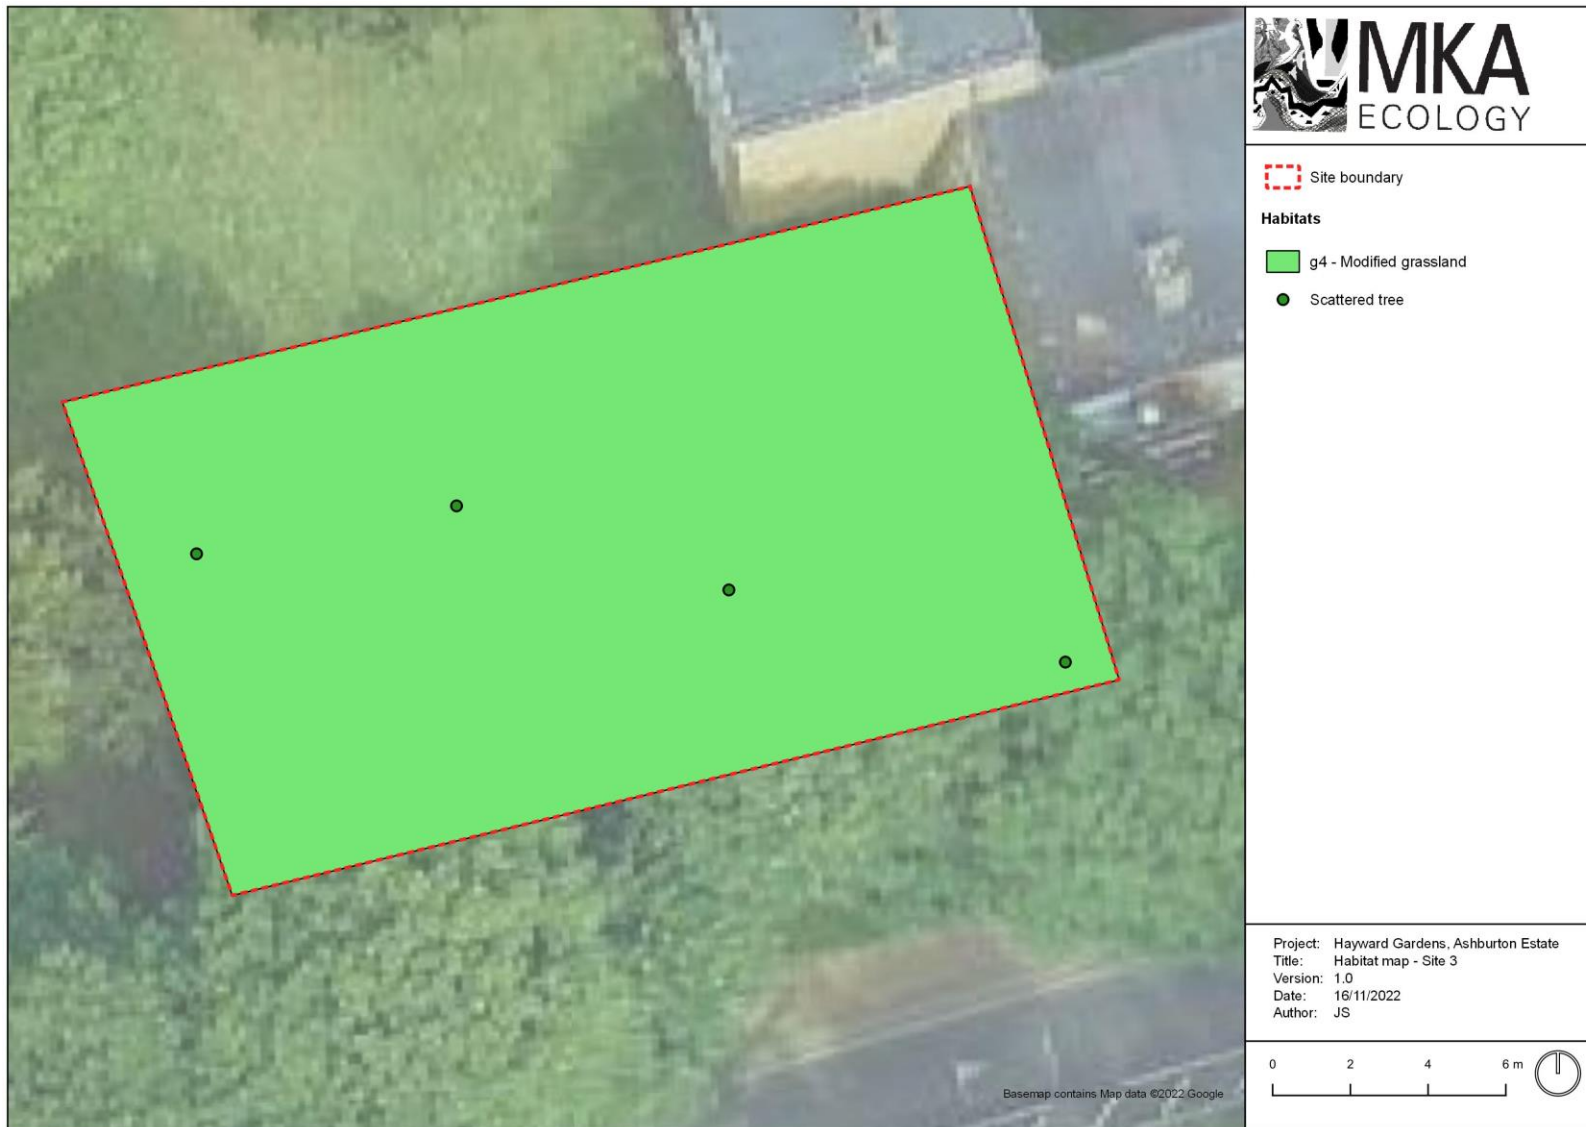 MKA
ECOLOGY
Site boundary
Habitats
g4 - Modified grassland
Scattered tree
Project: Hayward Gardens, Ashburton Estate
Title: Habitat map - Site 3
Version: 1.0
Date: 16/11/2022
Author: JS
0 2 4 6 m
Basemap contains Map data ©2022 Google